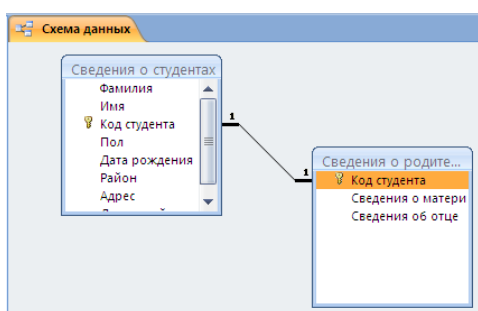 Схема данных
Сведения о студентах
Фамилия
Имя
Код студента
Пол
Дата рождения
Район
Адрес
1
1
Сведения о родите...
Код студента
Сведения о матери
Сведения об отце